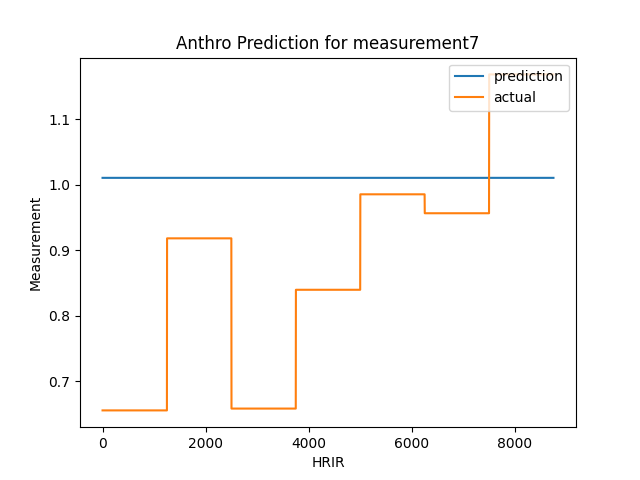 Anthro Prediction for measurement7
prediction
actual
Measurement
1.1
1.0
0.9
0.8
0.7
0
2000
4000
6000
8000
HRIR